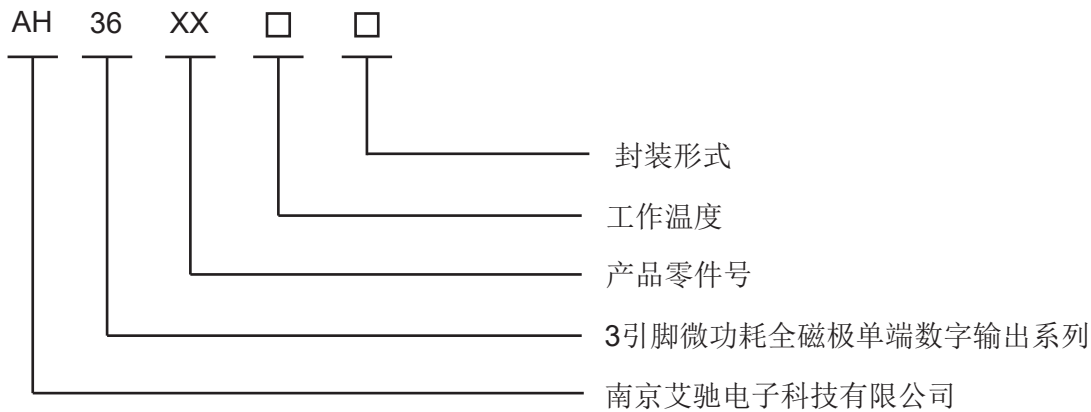 AH 36 XX □ □
封装形式
工作温度
产品零件号
3引脚微功耗全磁极单端数字输出系列
南京艾驰电子科技有限公司